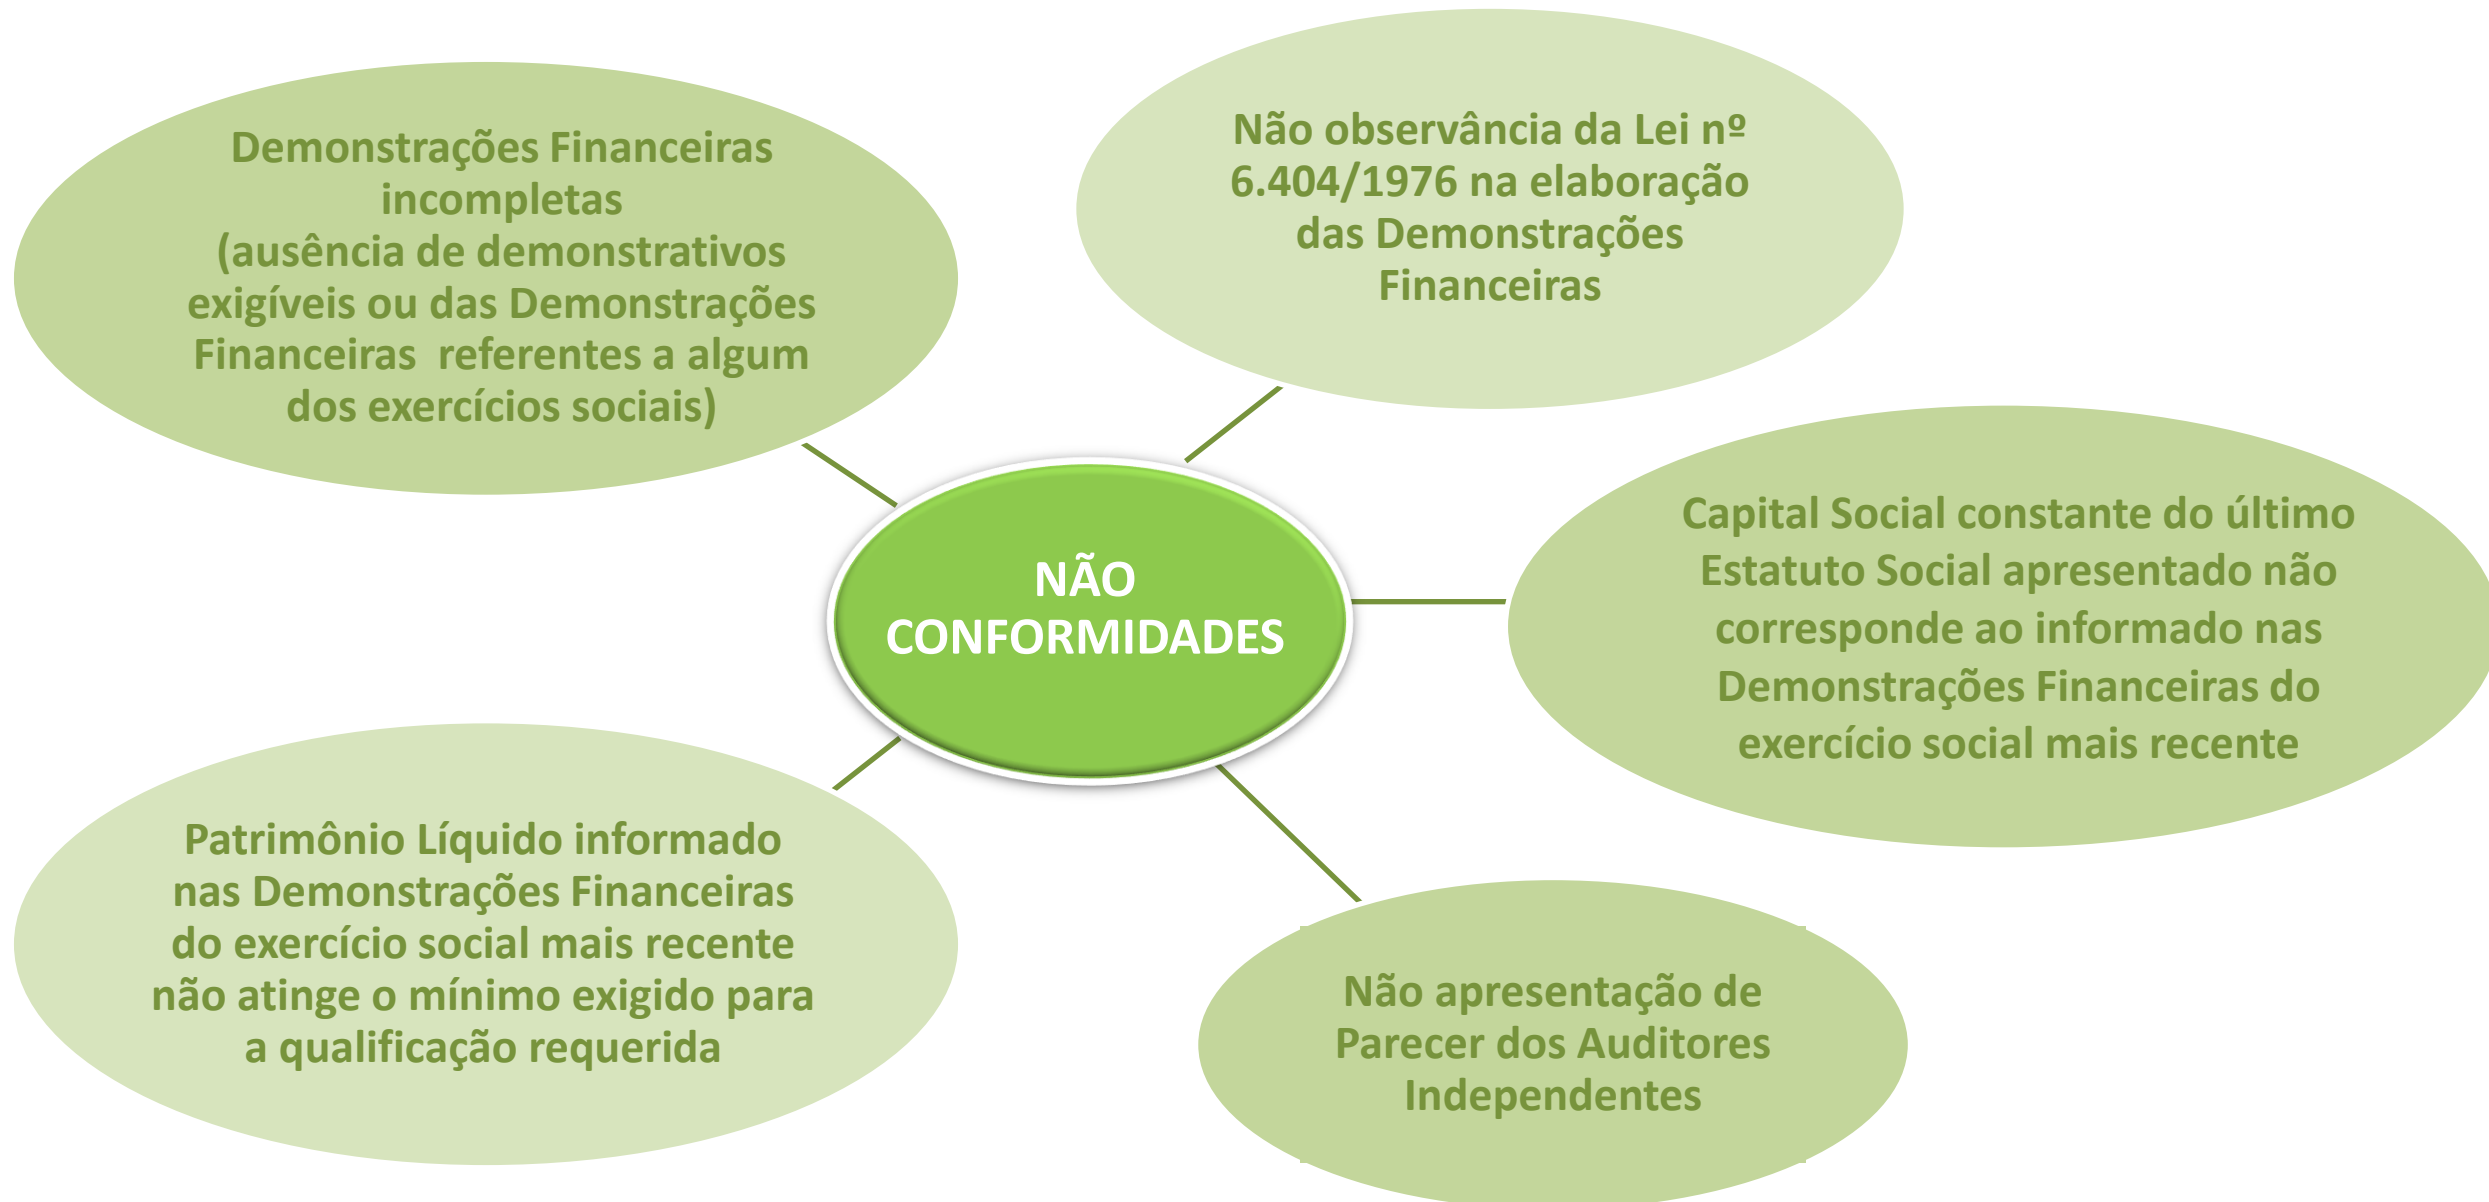 Demonstrações Financeiras
incompletas
(ausência de demonstrativos
exigíveis ou das Demonstrações
Financeiras referentes a algum
dos exercícios sociais)
Não observância da Lei nº
6.404/1976 na elaboração
das Demonstrações
Financeiras
NÃO
CONFORMIDADES
Capital Social constante do último
Estatuto Social apresentado não
corresponde ao informado nas
Demonstrações Financeiras do
exercício social mais recente
Patrimônio Líquido informado
nas Demonstrações Financeiras
do exercício social mais recente
não atinge o mínimo exigido para
a qualificação requerida
Não apresentação de
Parecer dos Auditores
Independentes